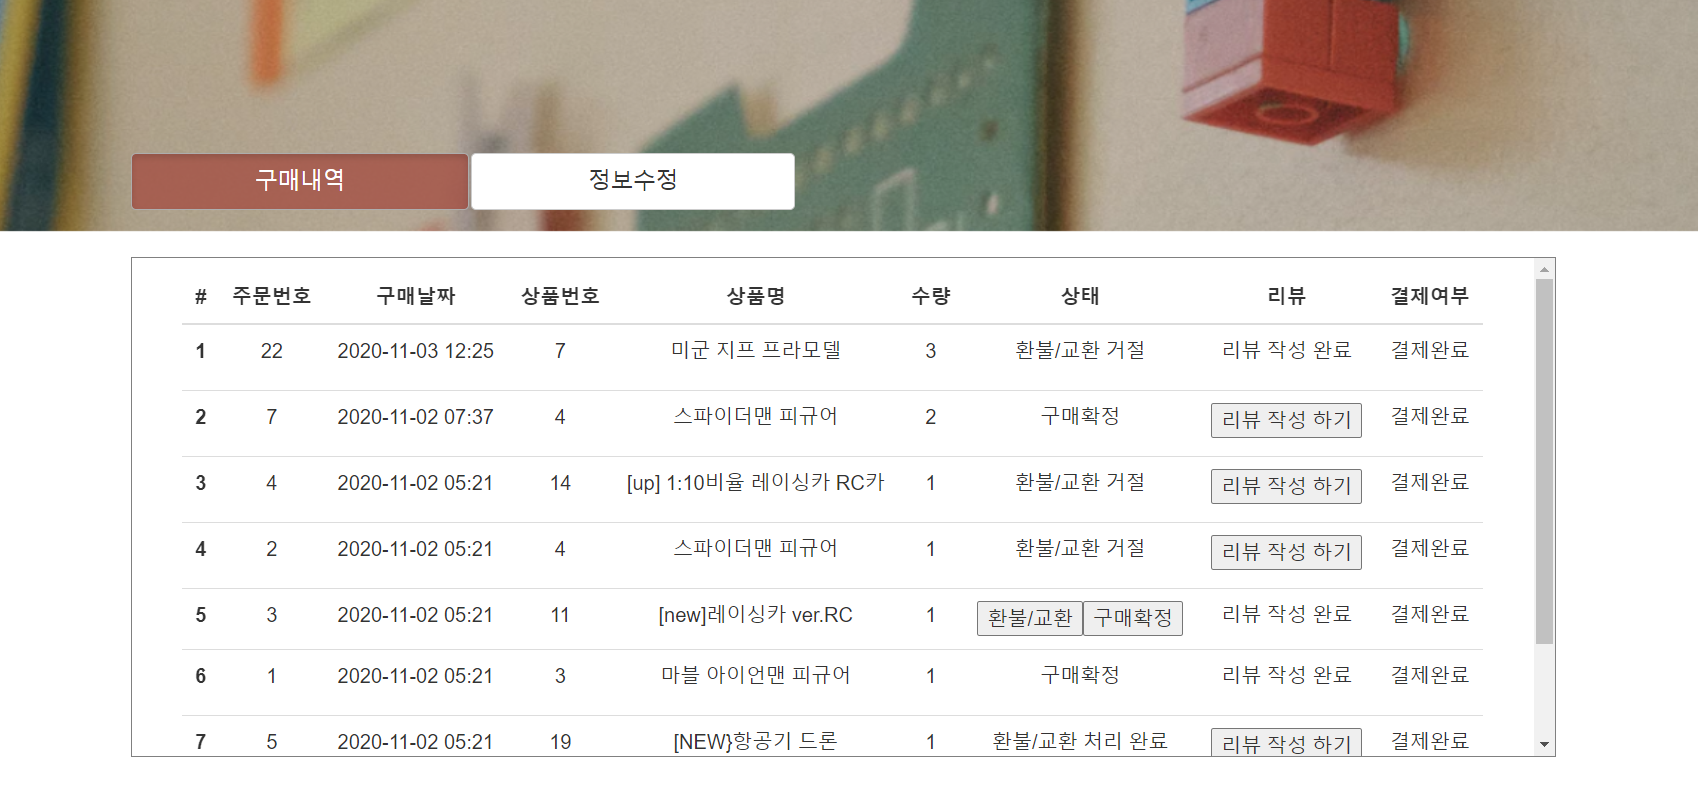 구매내역 정보수정
# 주문번호 구매날짜 상품번호 상품명 수량 상태 리뷰 결제여부
1 22 2020-11-03 12:25 7 미군 지프 프라모델 3 환불/교환 거절 리뷰 작성 완료 결제완료
2 7 2020-11-02 07:37 4 스파이더맨 피규어 2 구매확정 리뷰 작성 하기 결제완료
3 4 2020-11-02 05:21 14 [up] 1:10비율 레이싱카 RC카 1 환불/교환 거절 리뷰 작성 하기 결제완료
4 2 2020-11-02 05:21 4 스파이더맨 피규어 1 환불/교환 거절 리뷰 작성 하기 결제완료
5 3 2020-11-02 05:21 11 [new]레이싱카 ver.RC 1 환불/교환 구매확정 리뷰 작성 완료 결제완료
6 1 2020-11-02 05:21 3 마블 아이언맨 피규어 1 구매확정 리뷰 작성 완료 결제완료
7 5 2020-11-02 05:21 19 [NEW}항공기 드론 1 환불/교환 처리 완료 리뷰 작성 하기 결제완료